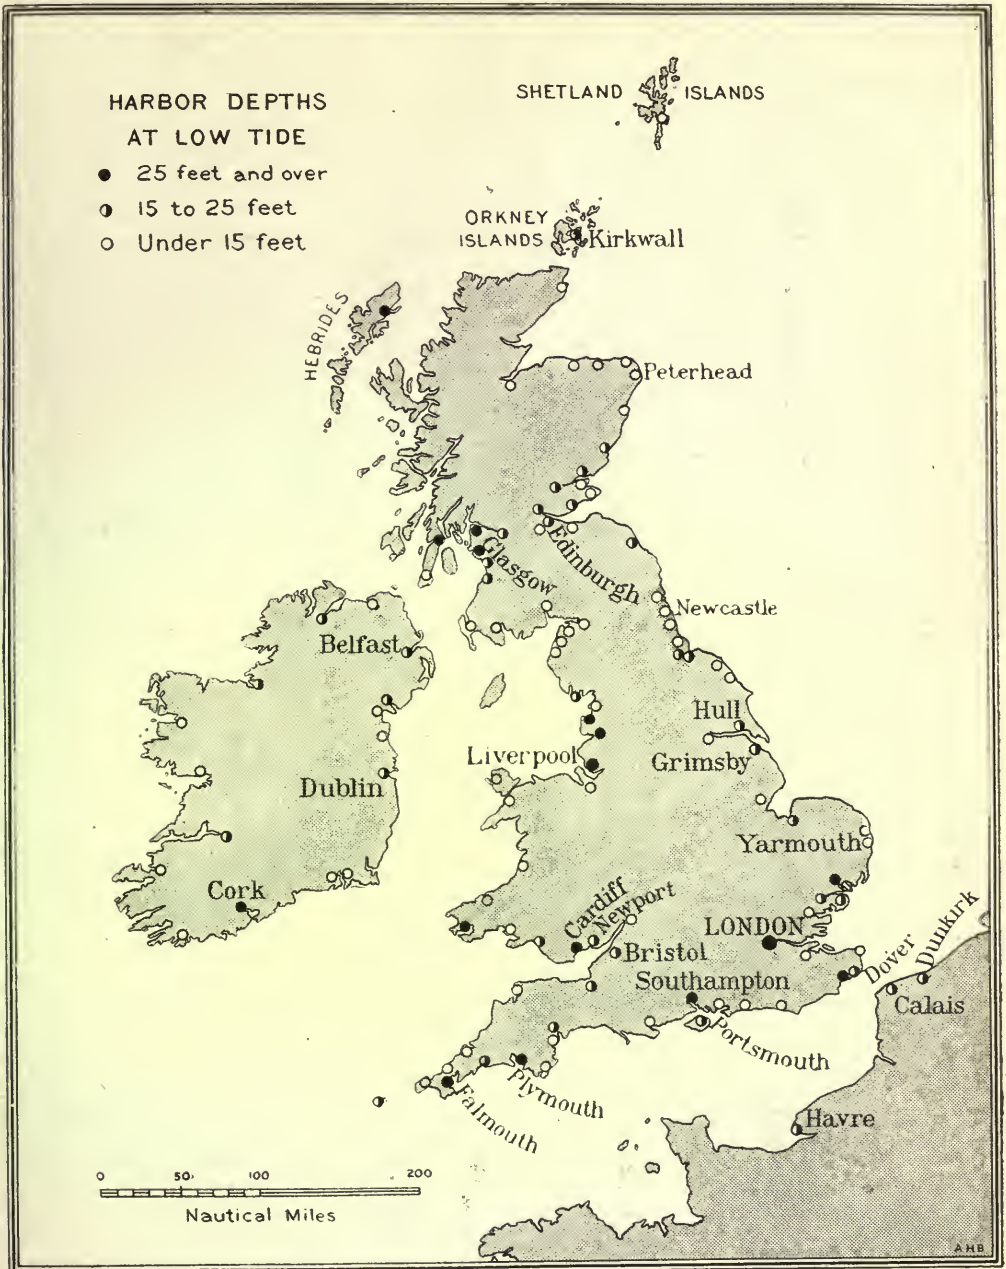 HARBOR DEPTHS
AT LOW TIDE
25 feet and over
15 to 25 feet
Under 15 feet
SHETLAND ISLANDS
ORKNEY
ISLANDS
Kirkwall
HEBRIDES
Peterhead
Glasgow
Edinburgh
Newcastle
Belfast
Hull
Liverpool
Grimsby
Dublin
Yarmouth
Cork
Cardiff
Newport
LONDON
Bristol
Dover
Dunkirk
Southampton
Calais
Portsmouth
Plymouth
Falmouth
Havre
0 50 100 200
Nautical Miles
AHB